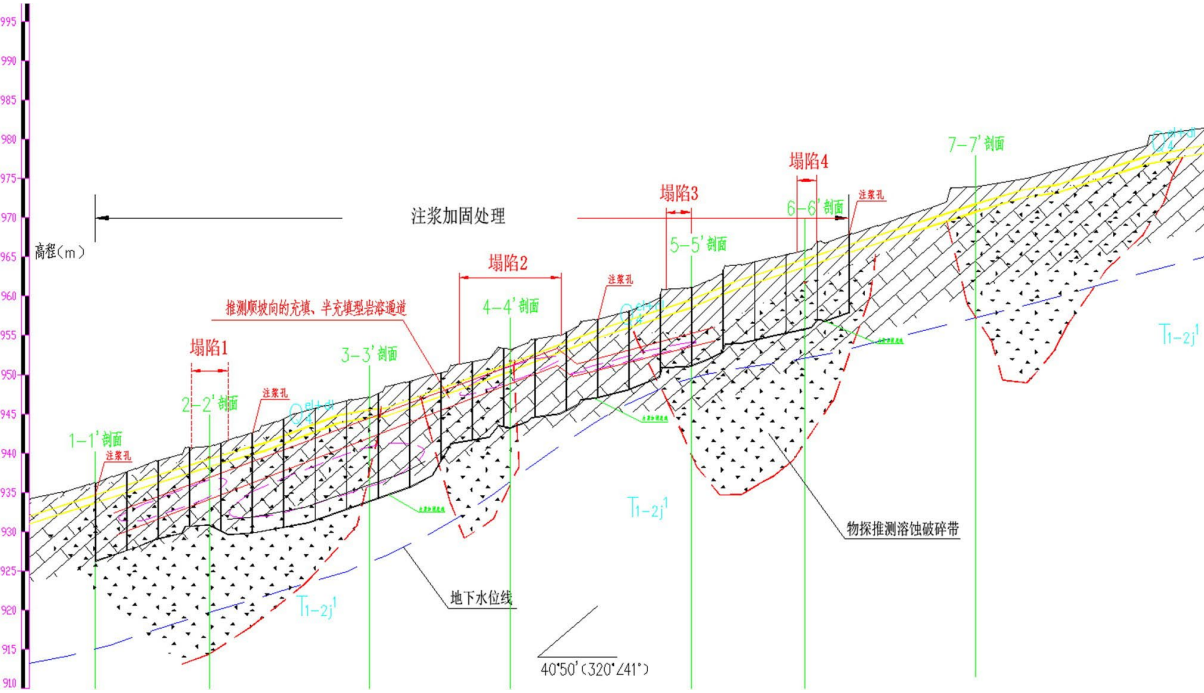 995
990
985
980
975
970
965
960
955
950
945
940
935
930
925
920
915
910
高程(m)
注浆加固处理
7-7'剖面
塌陷4
6-6'剖面
注浆孔
塌陷3
5-5'剖面
塌陷2
注浆孔
4-4'剖面
推测顺坡向的充填、半充填型岩溶通道
塌陷1
3-3'剖面
2-2'剖面
注浆孔
1-1'剖面
注浆孔
T1-2j¹
T1-2j¹
T1-2j¹
物探推测溶蚀破碎带
地下水位线
40°50'(320°∠41°)